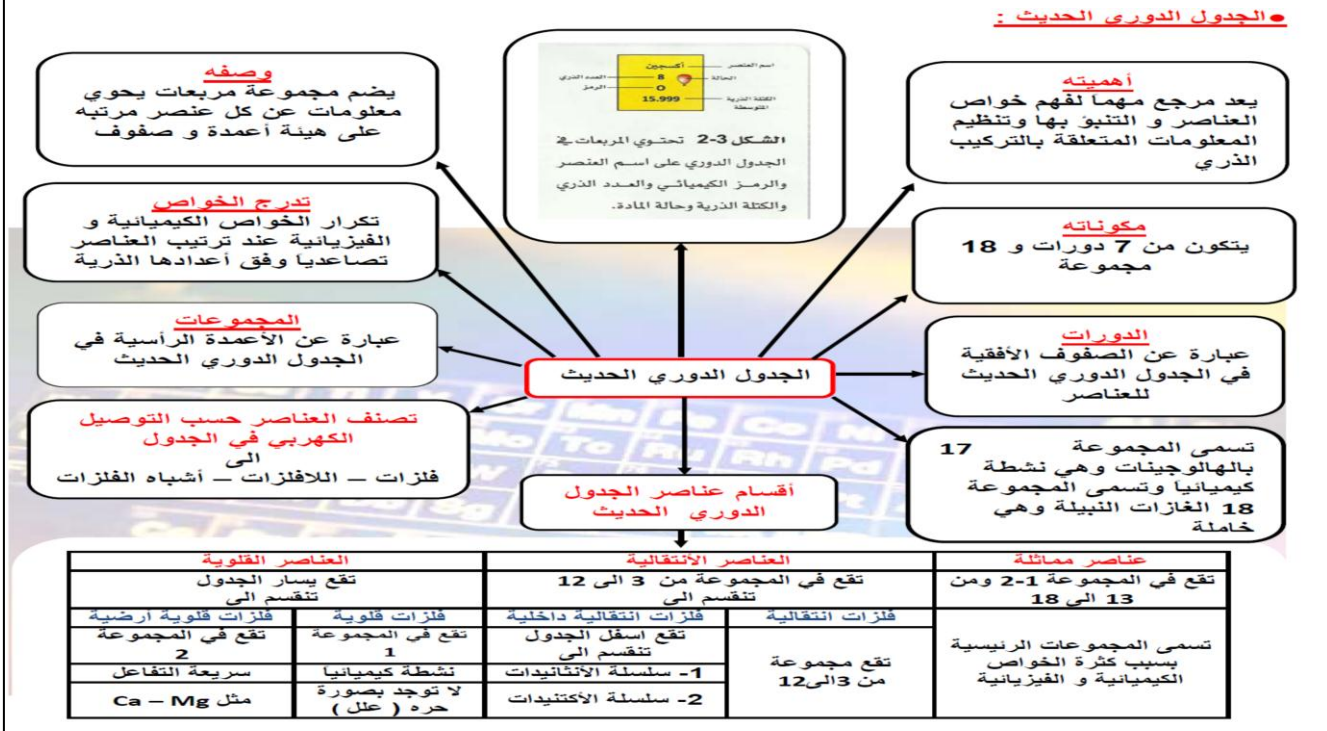 ●الجدول الدوري الحديث :
أهميته
يعد مرجع مهما لفهم خواص
العناصر و التنبؤ بها وتنظيم
المعلومات المتعلقة بالتركيب
الذري
اسم العنصر
أكسجين
الحالة
8
العدد الذري
O
الرمز
الكتلة الذرية
المتوسطة
15.999
الشكل 3-2 تحتوي المربعات في
الجدول الدوري على اسم العنصر
والرمز الكيميائي والعدد الذري
والكتلة الذرية وحالة المادة.
وصفه
يضم مجموعة مربعات يحوي
معلومات عن كل عنصر مرتبه
على هيئة أعمدة و صفوف
مكوناته
يتكون من 7 دورات و 18
مجموعة
تدرج الخواص
تكرار الخواص الكيميائية و
الفيزيائية عند ترتيب العناصر
تصاعدياً وفق أعدادها الذرية
الدورات
عبارة عن الصفوف الأفقية
في الجدول الدوري الحديث
للعناصر
المجموعات
عبارة عن الأعمدة الرأسية في
الجدول الدوري الحديث
الجدول الدوري الحديث
تسمى المجموعة 17
بالهالوجينات وهي نشطة
كيميائياً وتسمى المجموعة
18 الغازات النبيلة وهي
خاملة
تصنف العناصر حسب التوصيل
الكهربي في الجدول
الى
فلزات – اللافلزات – أشباه الفلزات
أقسام عناصر الجدول
الدوري الحديث
عناصر مماثلة
تقع في المجموعة 1-2 ومن
13 الى 18
تسمى المجموعات الرئيسية
بسبب كثرة الخواص
الكيميائية و الفيزيائية
العناصر الأنتقالية
تقع في المجموعة من 3 الى 12
تنقسم الى
فلزات انتقالية
تقع مجموعة
من 3الى12
فلزات انتقالية داخلية
تقع اسفل الجدول
تنقسم الى
1- سلسلة الأنثانيدات
2- سلسلة الأكتنيدات
العناصر القلوية
تقع يسار الجدول
تنقسم الى
فلزات قلوية
تقع في المجموعة
1
نشطة كيميائياً
لا توجد بصورة
حره ( علل )
فلزات قلوية ارضية
تقع في المجموعة
2
سريعة التفاعل
مثل Ca – Mg